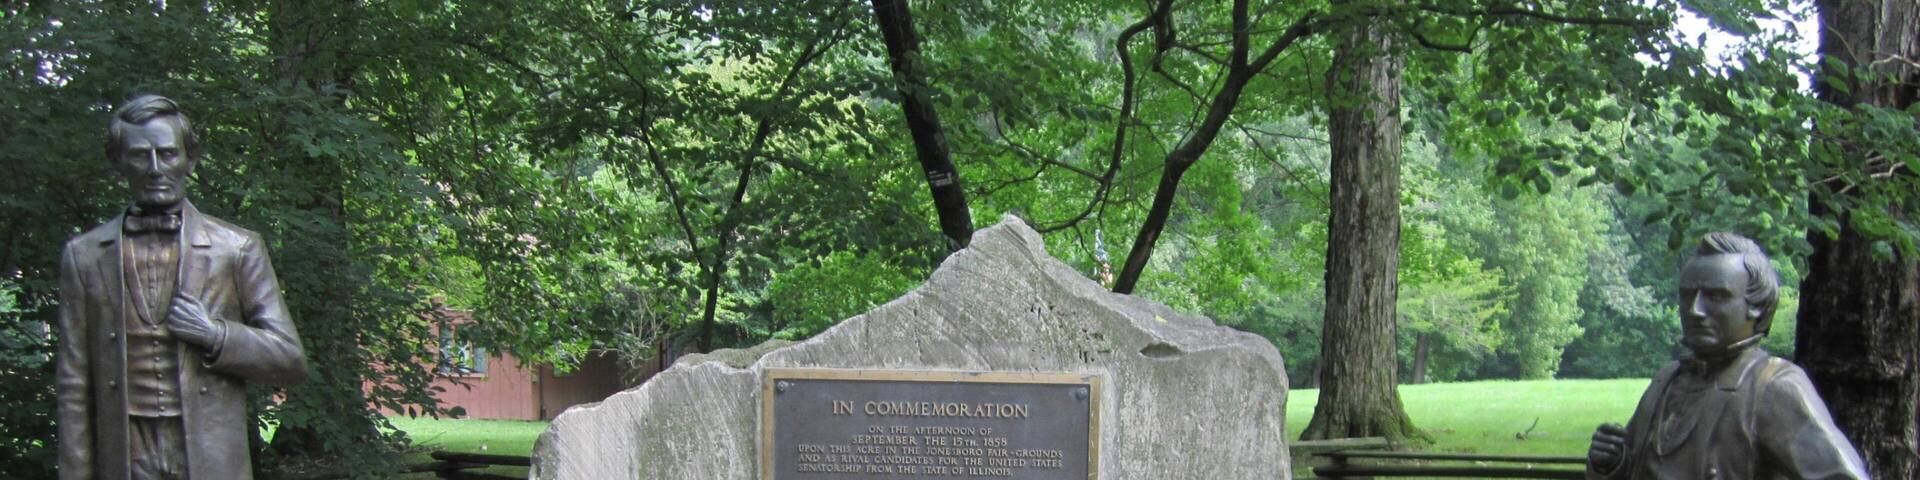 IN COMMEMORATION
ON THE AFTERNOON OF
SEPTEMBER THE 15TH. 1858
UPON THIS ACRE IN THE JONESBORO FAIR-GROUNDS
AND AS RIVAL CANDIDATES FOR THE UNITED STATES
SENATORSHIP FROM THE STATE OF ILLINOIS.